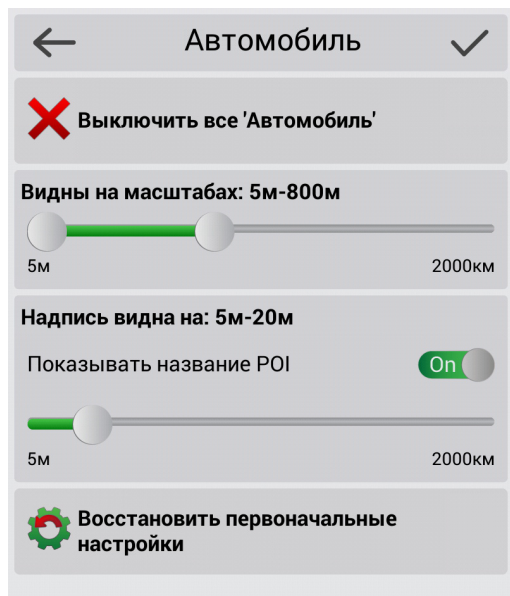 Автомобиль
Выключить все 'Автомобиль'
Видны на масштабах: 5м-800м
5м 2000км
Надпись видна на: 5м-20м
Показывать название POI On
5м 2000км
Восстановить первоначальные
настройки